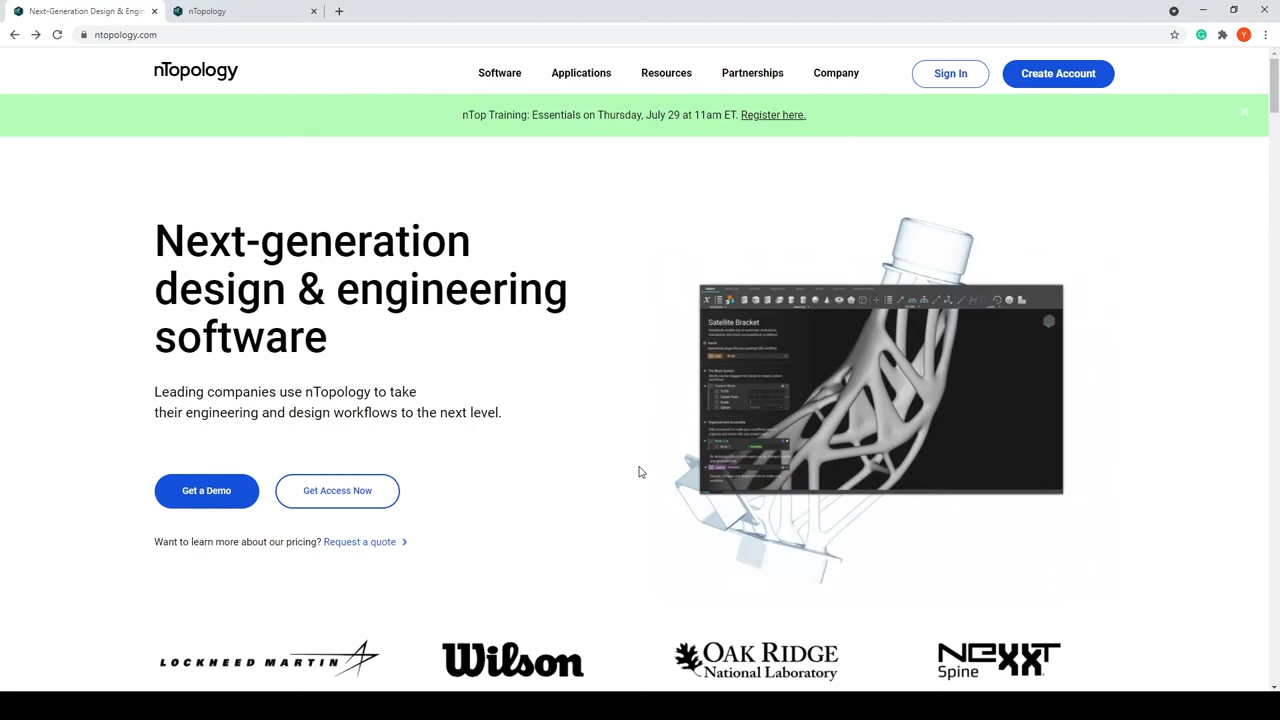 Next-Generation Design & Engin
nTopology
ntopology.com
Y
nTopology
Software
Applications
Resources
Partnerships
Company
Sign In
Create Account
nTop Training: Essentials on Thursday, July 29 at 11am ET. Register here.
Next-generation
design & engineering
software
Leading companies use nTopology to take
their engineering and design workflows to the next level.
Satellite Bracket
Get a Demo
Get Access Now
Want to learn more about our pricing? Request a quote
LOCKHEED MARTIN
Wilson
OAK RIDGE
National Laboratory
NEXXT
Spine